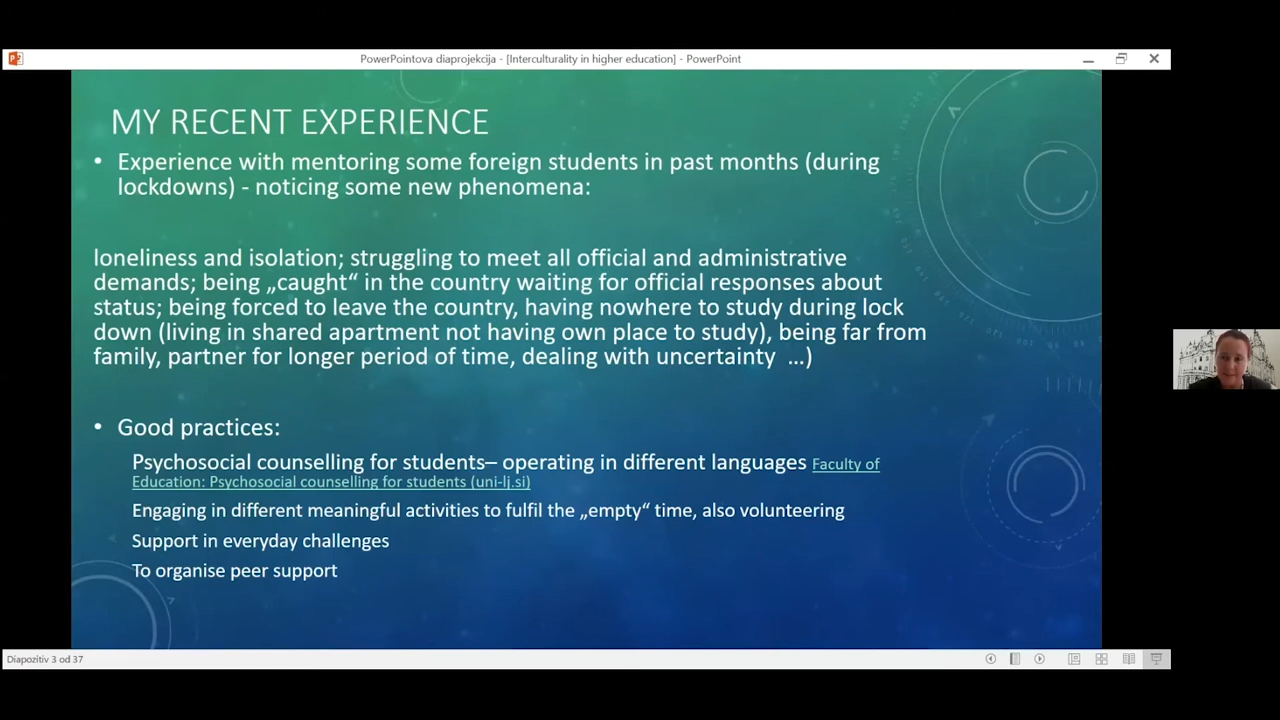 PowerPointova diaprojekcija - [Interculturality in higher education] - PowerPoint
MY RECENT EXPERIENCE
• Experience with mentoring some foreign students in past months (during
lockdowns) - noticing some new phenomena:
loneliness and isolation; struggling to meet all official and administrative
demands; being „caught“ in the country waiting for official responses about
status; being forced to leave the country, having nowhere to study during lock
down (living in shared apartment not having own place to study), being far from
family, partner for longer period of time, dealing with uncertainty ...)
• Good practices:
Psychosocial counselling for students– operating in different languages Faculty of
Education: Psychosocial counselling for students (uni-lj.si)
Engaging in different meaningful activities to fulfil the „empty“ time, also volunteering
Support in everyday challenges
To organise peer support
Diapozitiv 3 od 37